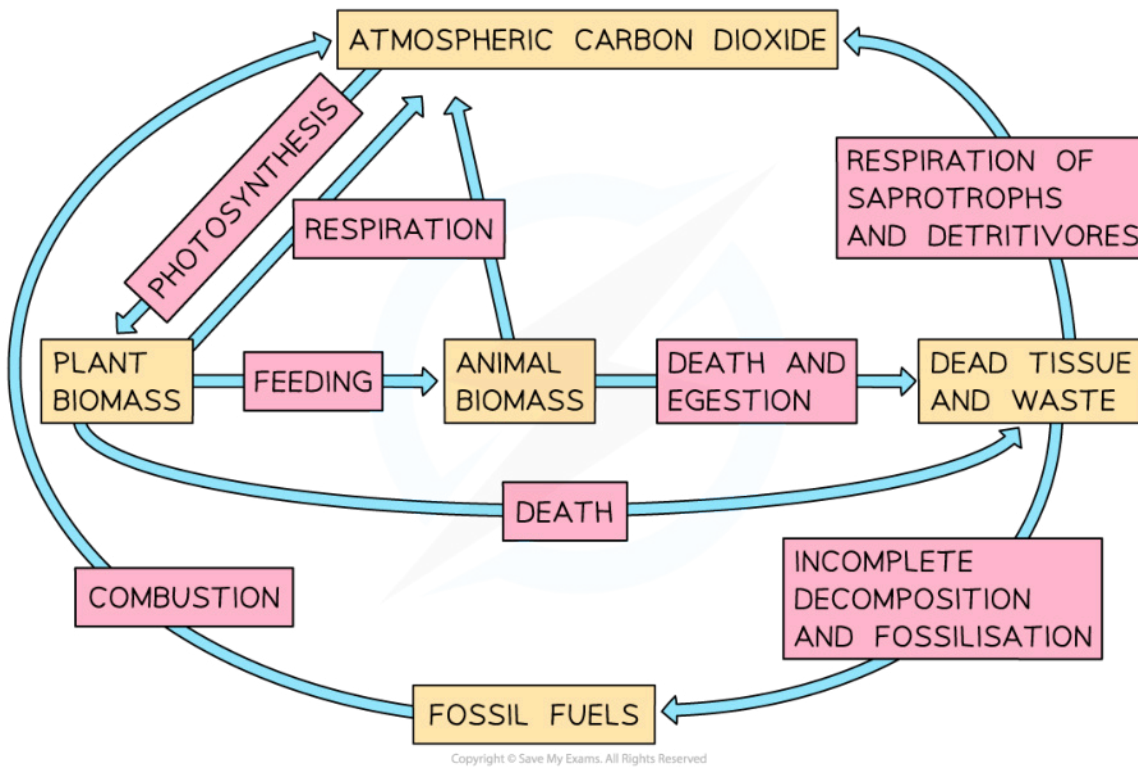 ATMOSPHERIC CARBON DIOXIDE
PHOTOSYNTHESIS
RESPIRATION
RESPIRATION OF
SAPROTROPHS
AND DETRITIVORES
PLANT
BIOMASS
FEEDING
ANIMAL
BIOMASS
DEATH AND
EGESTION
DEAD TISSUE
AND WASTE
DEATH
COMBUSTION
INCOMPLETE
DECOMPOSITION
AND FOSSILISATION
FOSSIL FUELS
Copyright © Save My Exams. All Rights Reserved